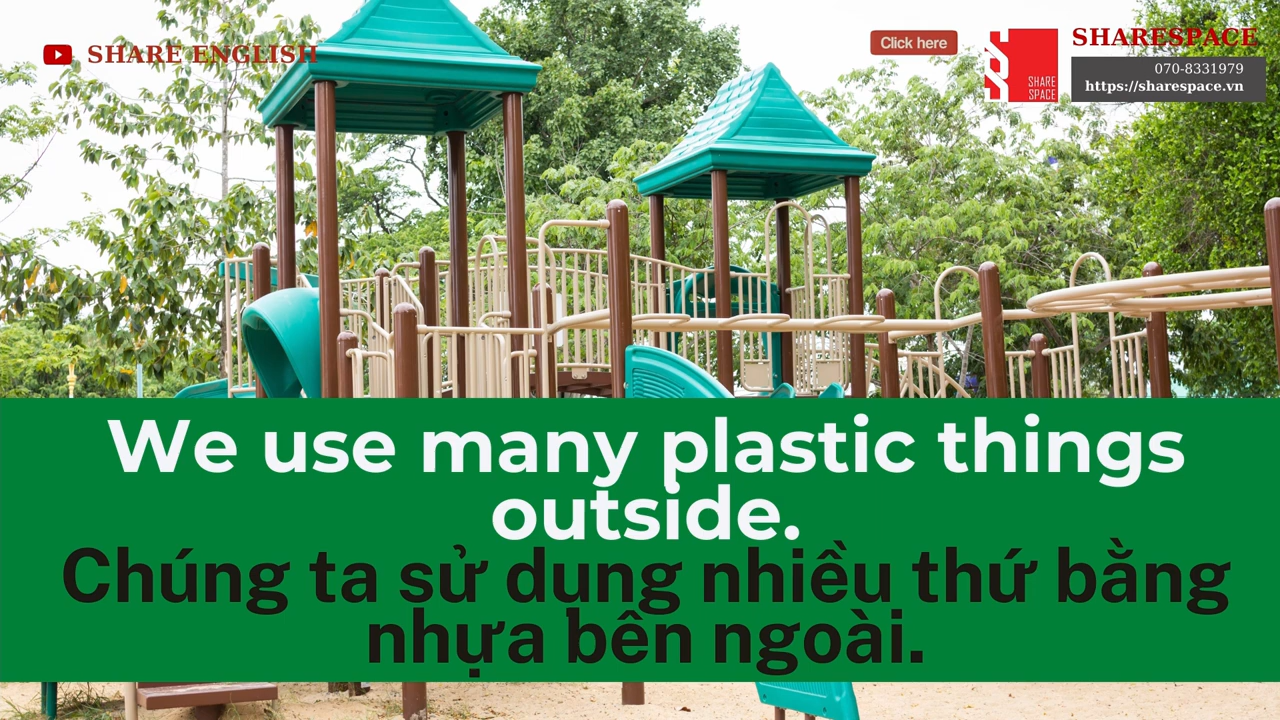 SHARE ENGLISH
Click here
SHARE
SPACE
SHARESPACE
070-8331979
https://sharespace.vn
We use many plastic things
outside.
Chúng ta sử dụng nhiều thứ bằng
nhựa bên ngoài.